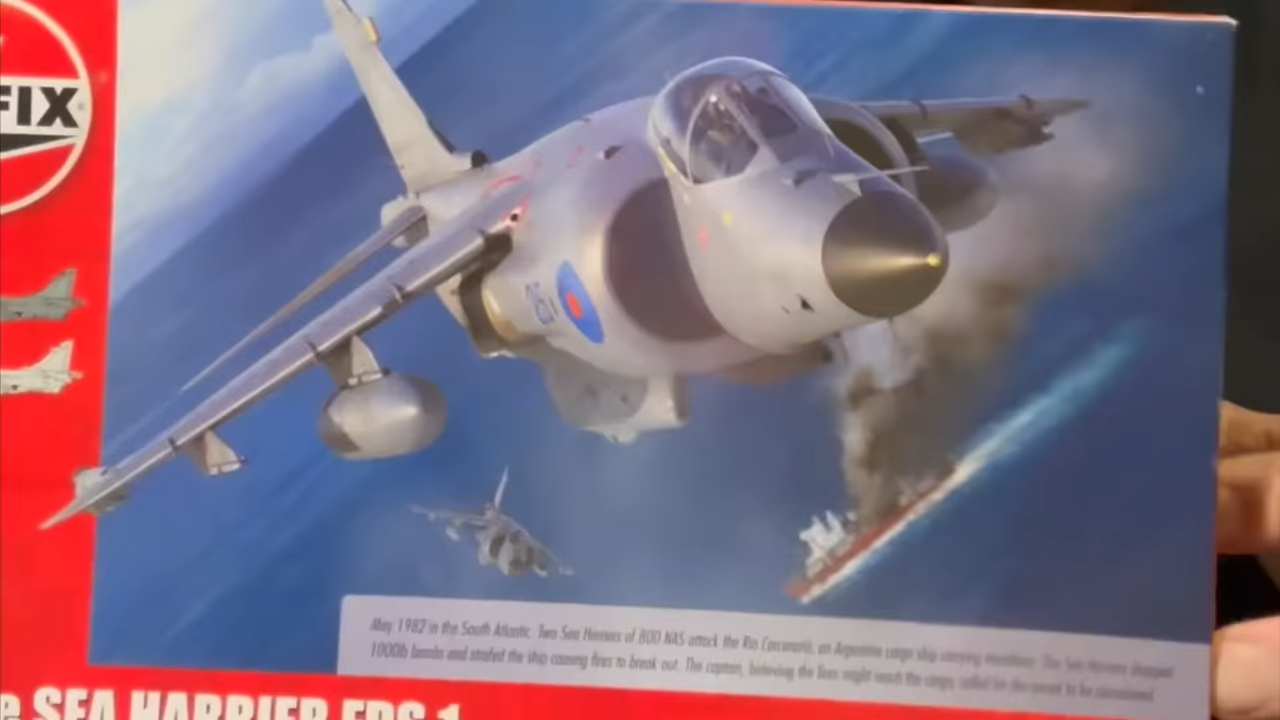 FIX
26
May 1982 in the South Atlantic. Two Sea Harriers of 800 NAS attack the Rio Carcarañá, an Argentine cargo ship carrying munitions. The Sea Harriers dropped
1000lb bombs and strafed the ship causing fires to break out. The captain, believing the fires might reach the cargo, called for the vessel to be abandoned
e SEA HARRIER FRS.1